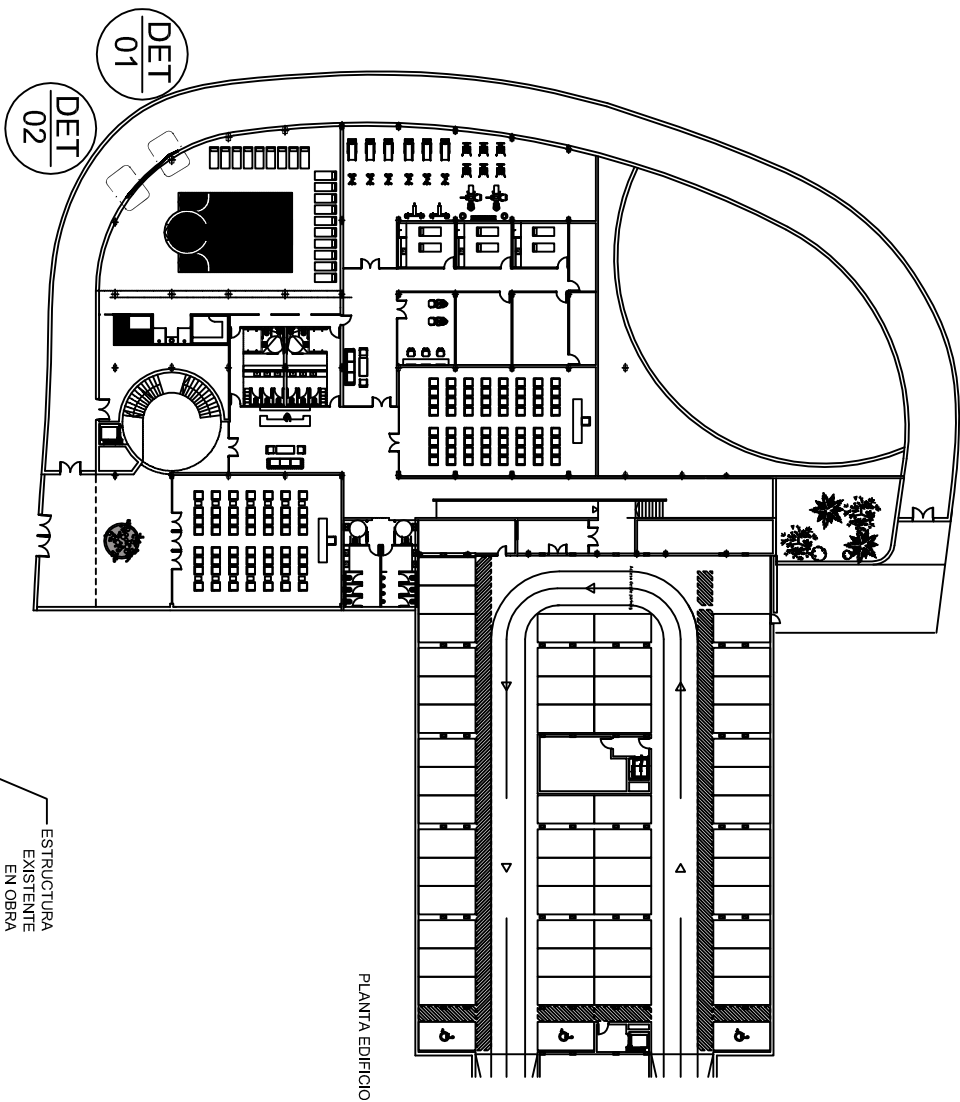 DET
01
DET
02
ESTRUCTURA
EXISTENTE
EN OBRA
PLANTA EDIFICIO